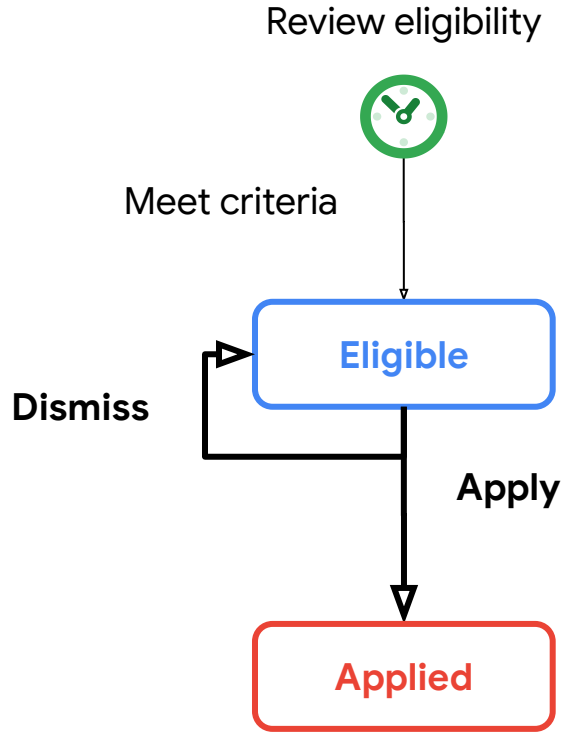 Review eligibility
Meet criteria
Eligible
Dismiss
Apply
Applied